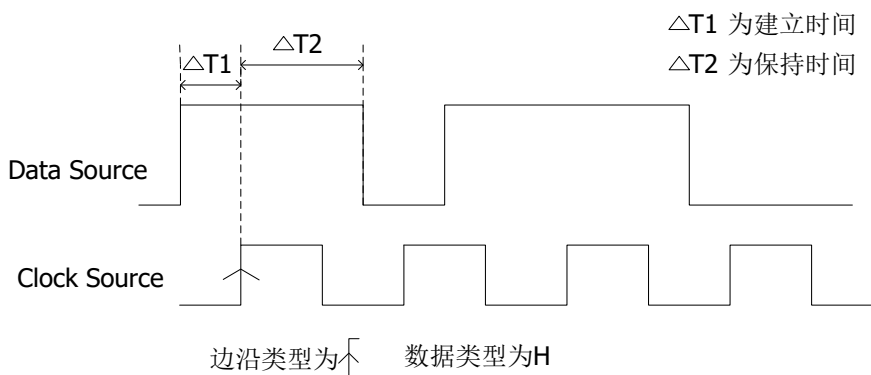 △T1 为建立时间
△T2 为保持时间
△T2
△T1
Data Source
Clock Source
边沿类型为 数据类型为H